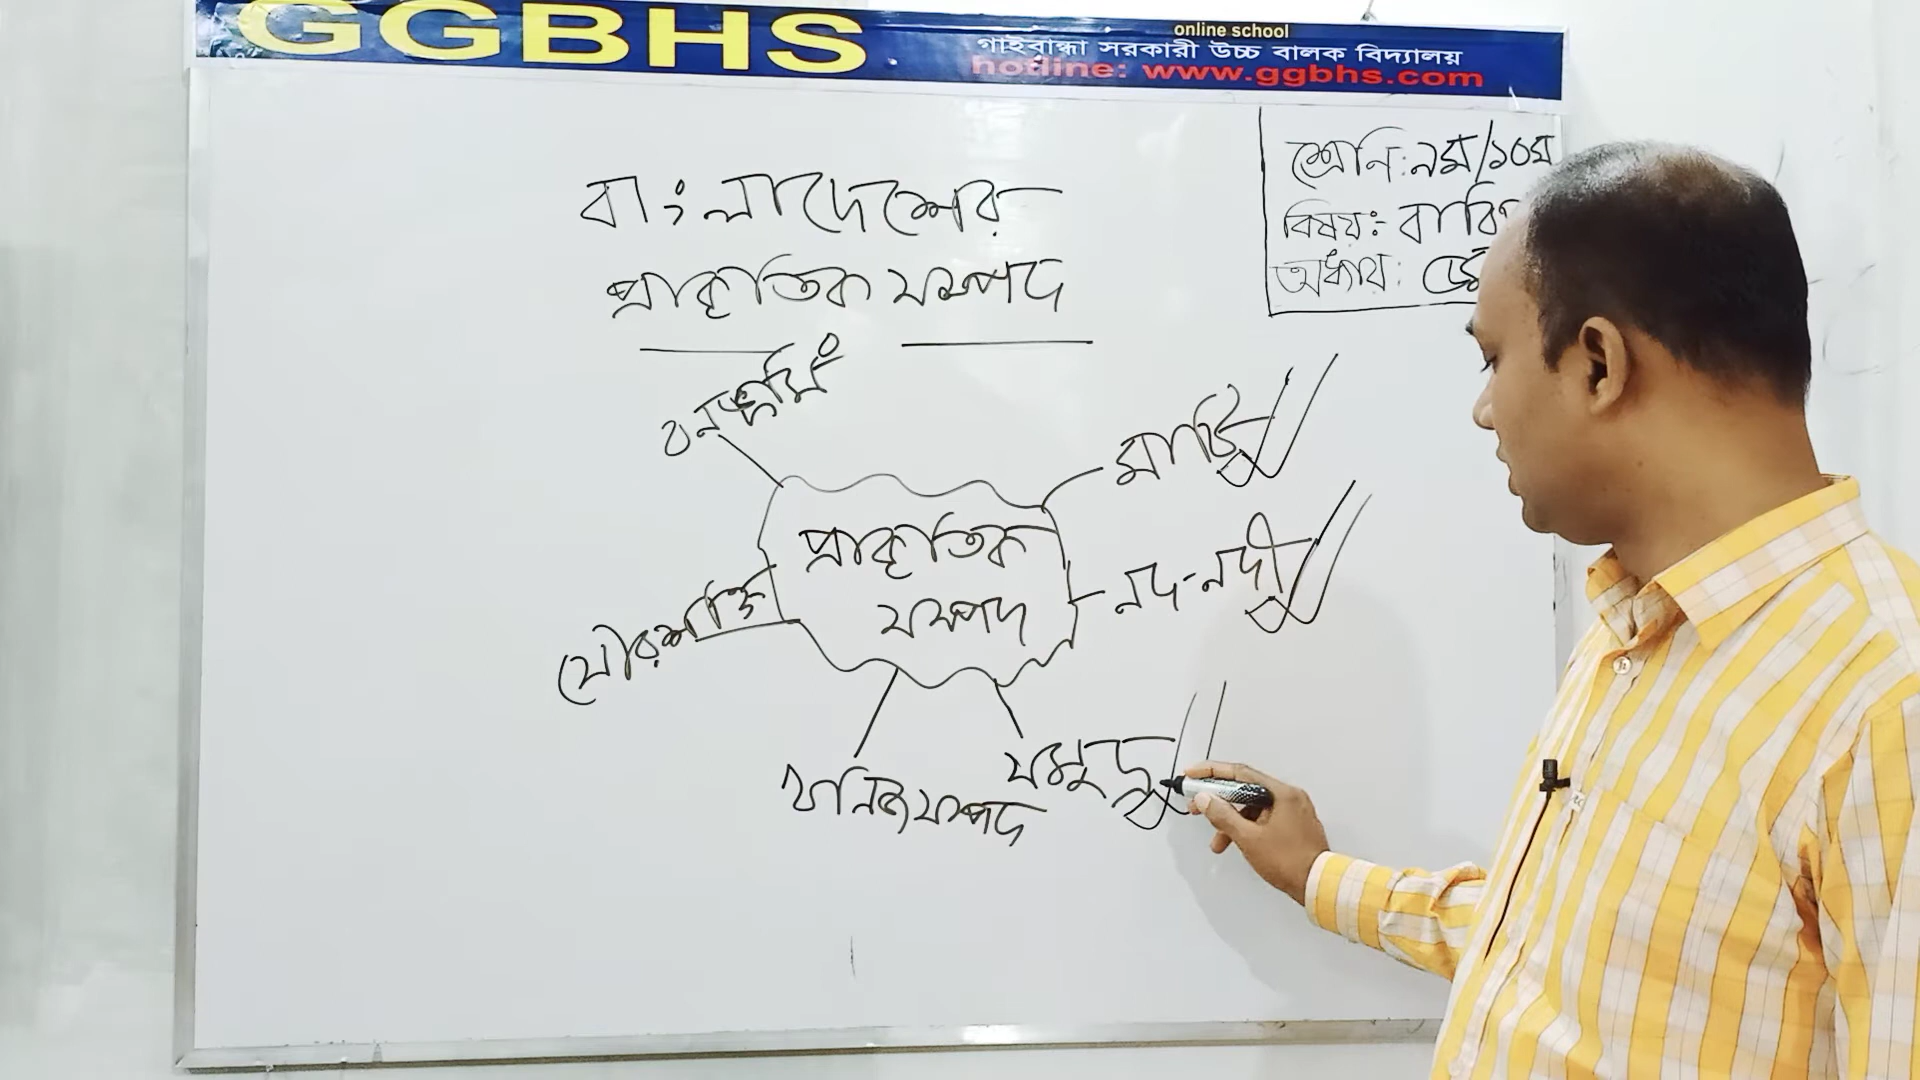 GGBHS
online school
গাইবান্ধা সরকারী উচ্চ বালক বিদ্যালয়
hotline: www.ggbhs.com
শ্রেনি: ৯ম/১০ম
বিষয়:-
অধ্যায়:
বাংলাদেশের
প্রাকৃতিক সম্পদ
বনভূমি
মাটি
প্রাকৃতিক
সম্পদ
নদ-নদী
সৌরশক্তি
খনিজ সম্পদ
সমুদ্র